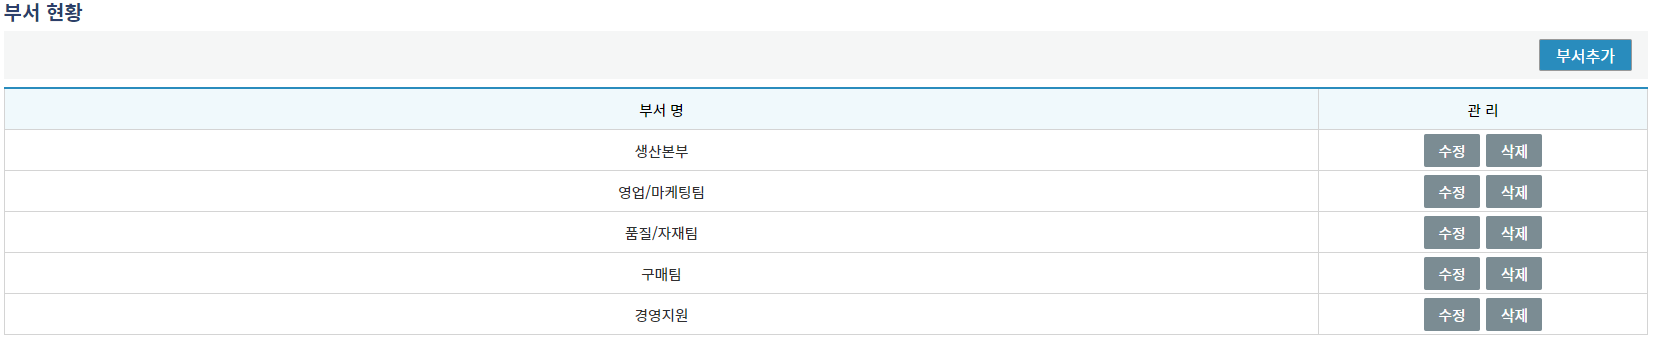 부서 현황
부서추가
부서 명 관 리
생산본부 수정 삭제
영업/마케팅팀 수정 삭제
품질/자재팀 수정 삭제
구매팀 수정 삭제
경영지원 수정 삭제